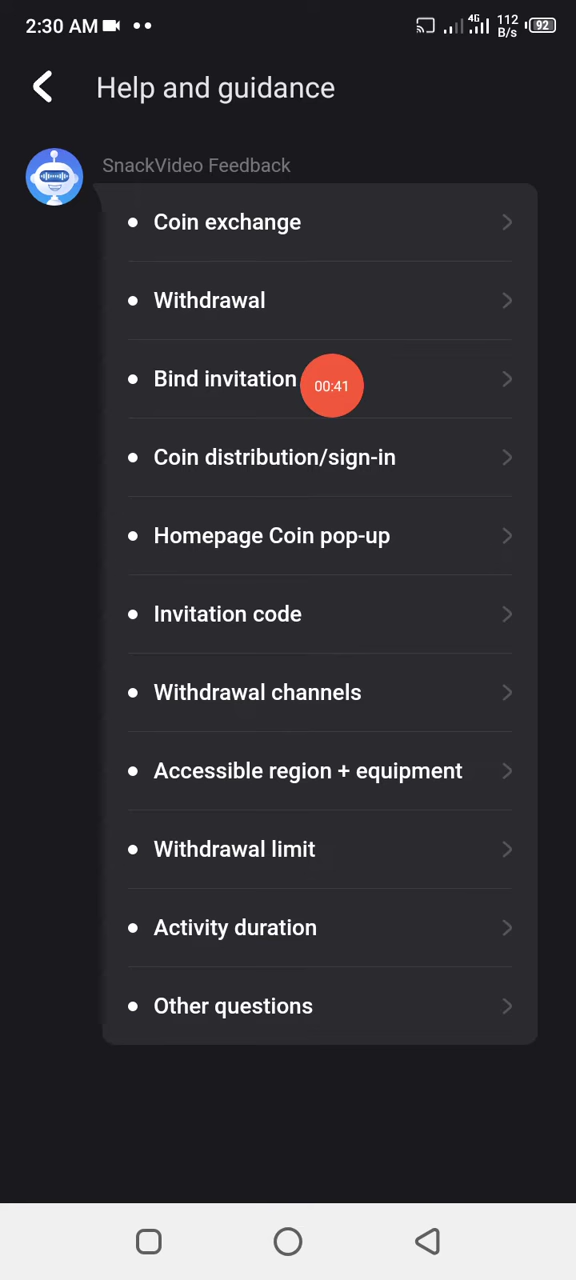 2:30 AM
4G
112 B/s
92
Help and guidance
SnackVideo Feedback
Coin exchange
Withdrawal
Bind invitation
00:41
Coin distribution/sign-in
Homepage Coin pop-up
Invitation code
Withdrawal channels
Accessible region + equipment
Withdrawal limit
Activity duration
Other questions